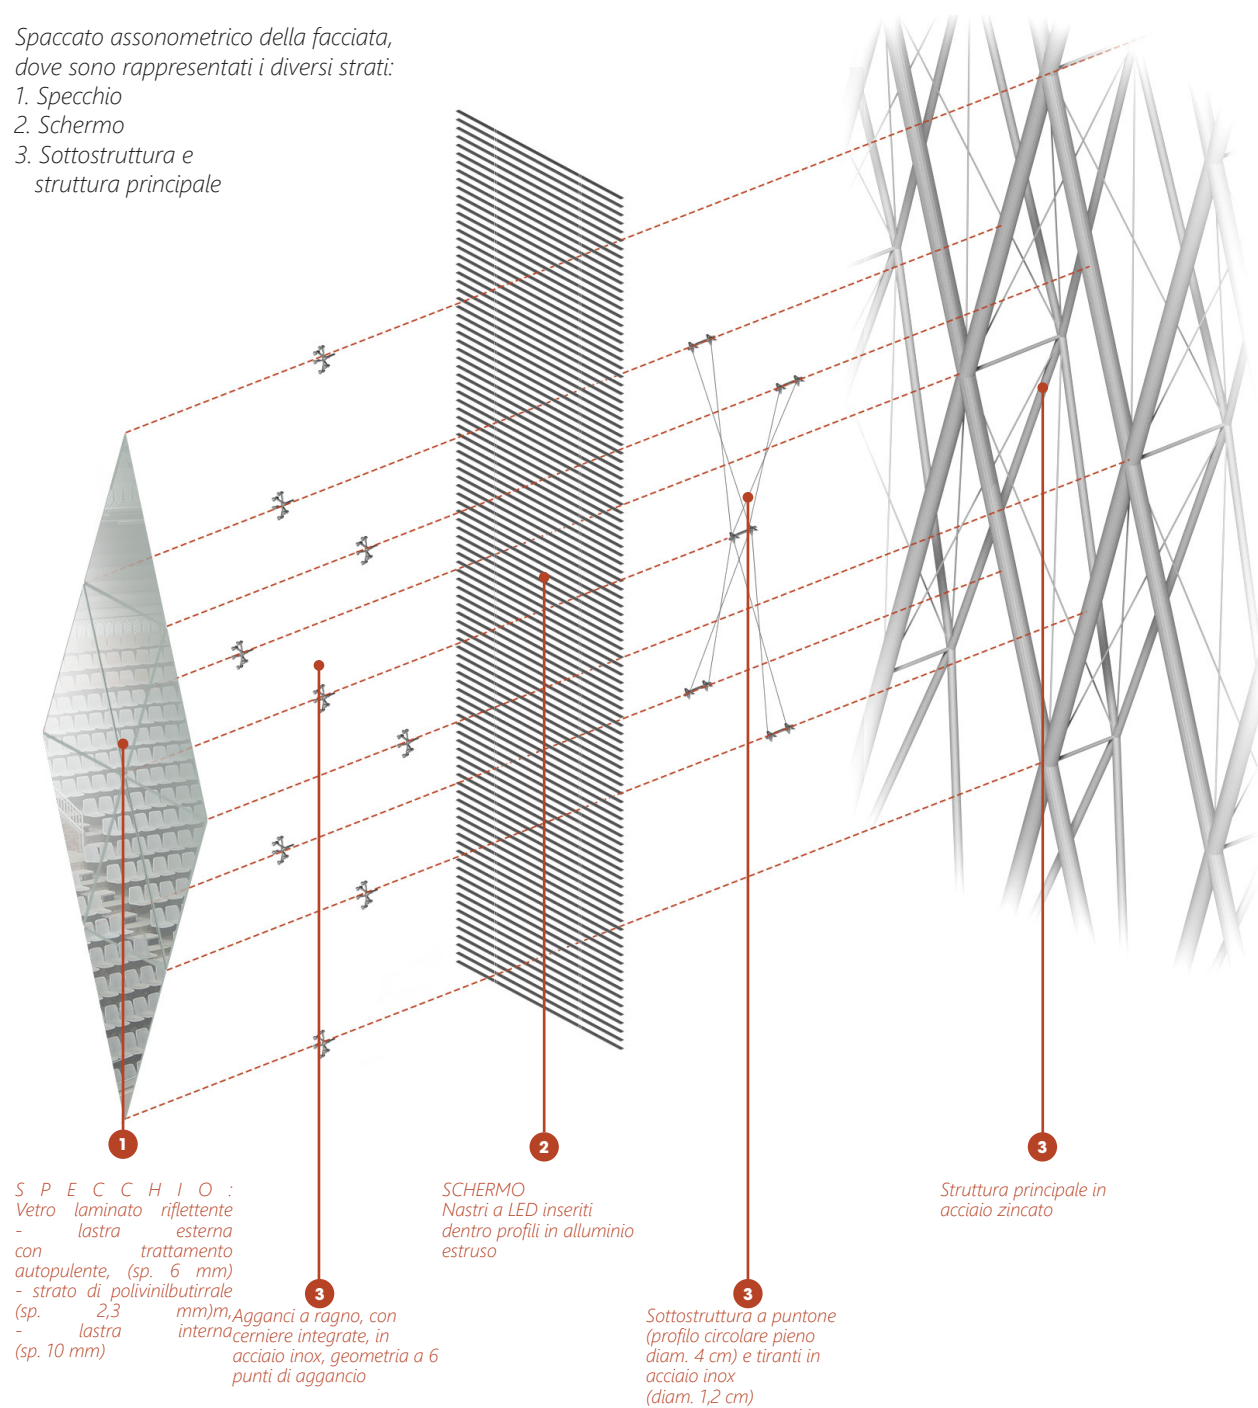 Spaccato assonometrico della facciata,
dove sono rappresentati i diversi strati:
1. Specchio
2. Schermo
3. Sottostruttura e
struttura principale
1
2
3
SPECCHIO:
Vetro laminato riflettente
- lastra esterna
con trattamento
autopulente, (sp. 6 mm)
- strato di polivinilbutirrale
(sp. 2,3 mm)m,
- lastra interna
(sp. 10 mm)
SCHERMO
Nastri a LED inseriti
dentro profili in alluminio
estruso
Struttura principale in
acciaio zincato
3
Agganci a ragno, con
cerniere integrate, in
acciaio inox, geometria a 6
punti di aggancio
3
Sottostruttura a puntone
(profilo circolare pieno
diam. 4 cm) e tiranti in
acciaio inox
(diam. 1,2 cm)